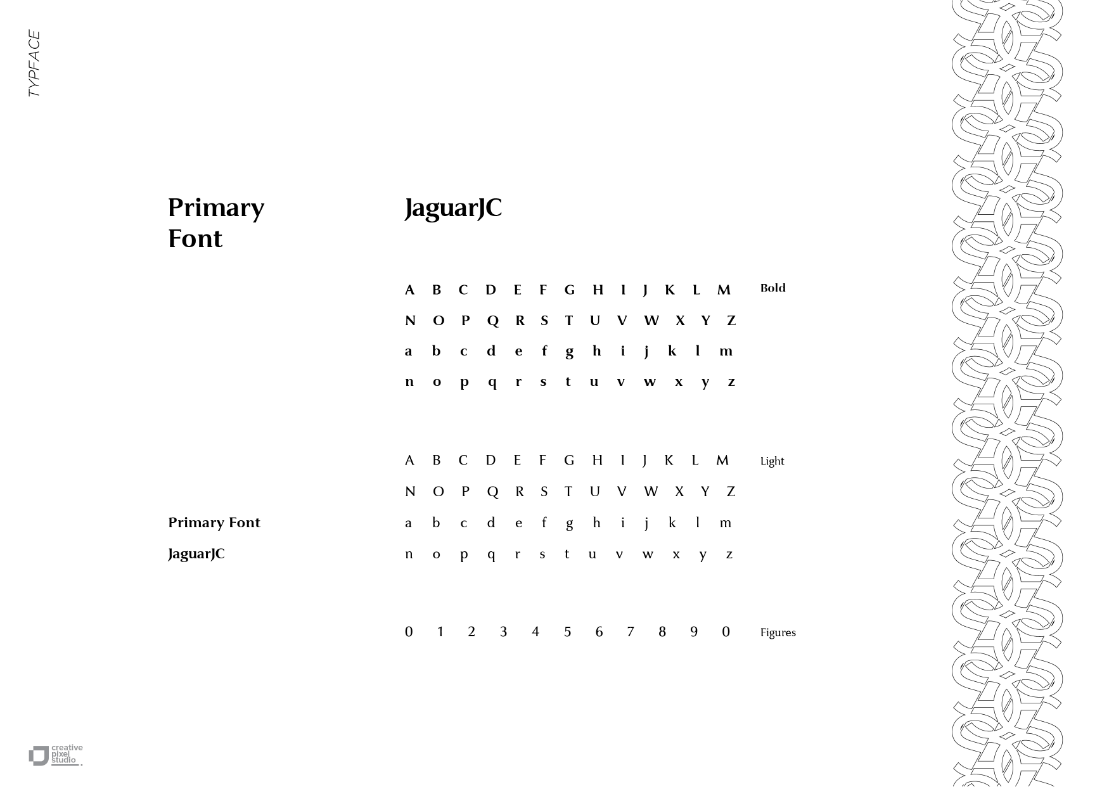 TYPFACE
Primary
Font
JaguarJC
A B C D E F G H I J K L M Bold
N O P Q R S T U V W X Y Z
a b c d e f g h i j k l m
n o p q r s t u v w x y z
A B C D E F G H I J K L M Light
N O P Q R S T U V W X Y Z
Primary Font
a b c d e f g h i j k l m
JaguarJC
n o p q r s t u v w x y z
0 1 2 3 4 5 6 7 8 9 0 Figures
creative
pixel
studio